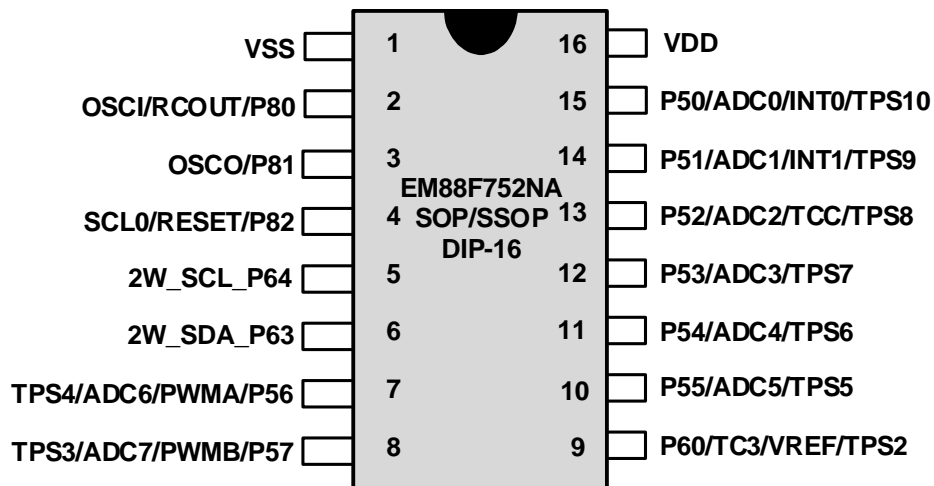 VSS 1 16 VDD
OSCI/RCOUT/P80 2 15 P50/ADC0/INT0/TPS10
OSCO/P81 3 14 P51/ADC1/INT1/TPS9
EM88F752NA
SCL0/RESET/P82 4 SOP/SSOP 13 P52/ADC2/TCC/TPS8
DIP-16
2W_SCL_P64 5 12 P53/ADC3/TPS7
2W_SDA_P63 6 11 P54/ADC4/TPS6
TPS4/ADC6/PWMA/P56 7 10 P55/ADC5/TPS5
TPS3/ADC7/PWMB/P57 8 9 P60/TC3/VREF/TPS2